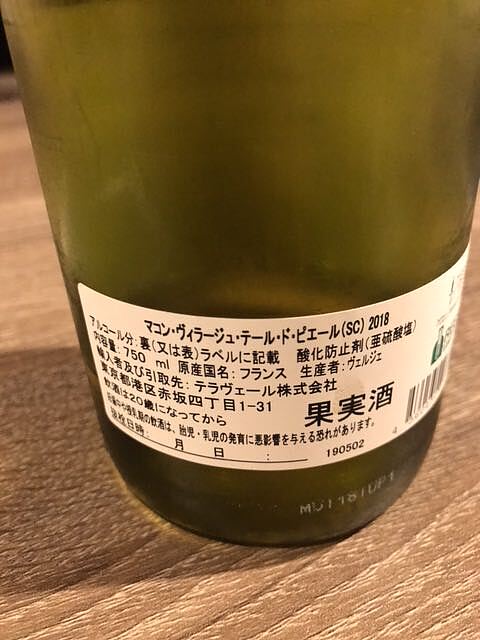 マコン・ヴィラージュ・テール・ド・ピエール(SC) 2018
アルコール分:裏(又は表)ラベルに記載 酸化防止剤(亜硫酸塩)
内容量:750 ml 原産国名:フランス 生産者:ヴェルジェ
輸入者及び引取先:テラヴェール株式会社
東京都港区赤坂四丁目1-31
飲酒は20歳になってから
果実酒
の飲酒は、胎児・乳児の発育に悪影響を与える恐れがあります。
月 日 :
190502